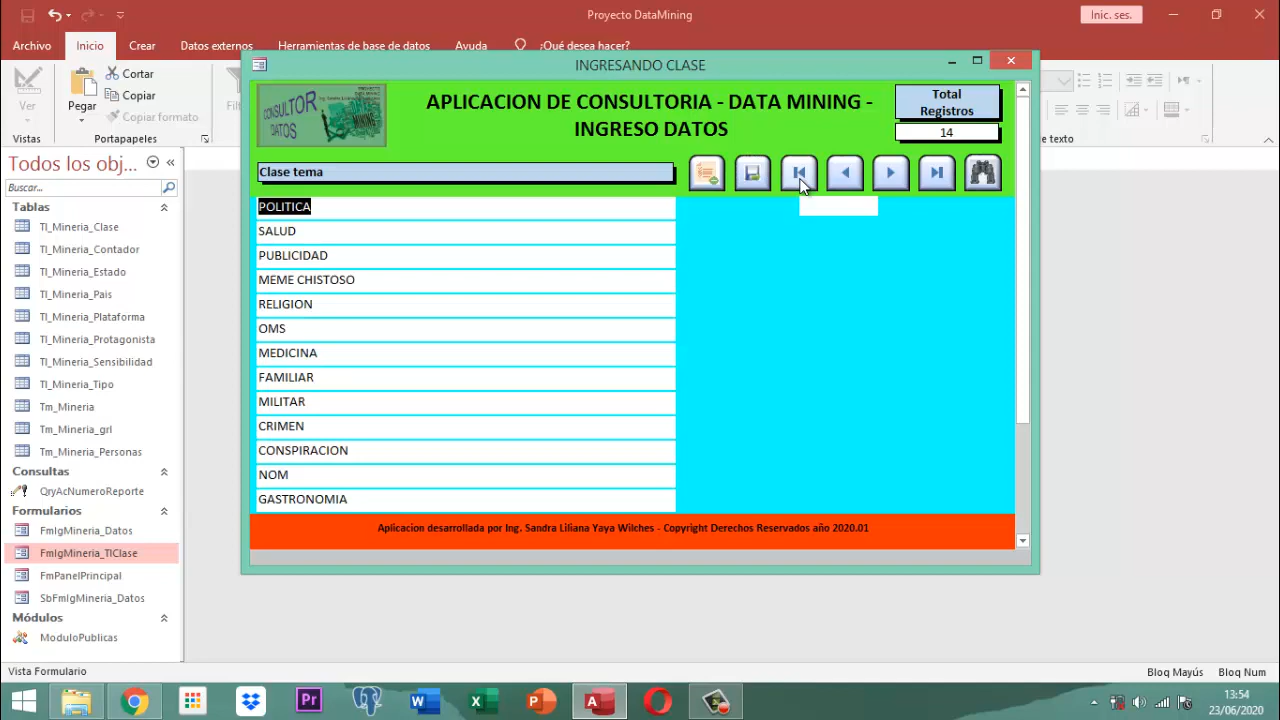 Proyecto DataMining
Inic. ses.
Archivo
Inicio
Crear
Datos externos
Herramientas de base de datos
Ayuda
¿Qué desea hacer?
Ver
Vistas
Pegar
Cortar
Copiar
Copiar formato
Portapapeles
e texto
Todos los obj...
Buscar...
Tablas
Tl_Mineria_Clase
Tl_Mineria_Contador
Tl_Mineria_Estado
Tl_Mineria_Pais
Tl_Mineria_Plataforma
Tl_Mineria_Protagonista
Tl_Mineria_Sensibilidad
Tl_Mineria_Tipo
Tm_Mineria
Tm_Mineria_grl
Tm_Mineria_Personas
Consultas
QryAcNumeroReporte
Formularios
FmIgMineria_Datos
FmIgMineria_TlClase
FmPanelPrincipal
SbFmIgMineria_Datos
Módulos
ModuloPublicas
INGRESANDO CLASE
CONSULTOR
DATOS
APLICACION DE CONSULTORIA - DATA MINING -
INGRESO DATOS
Total
Registros
14
Clase tema
POLITICA
SALUD
PUBLICIDAD
MEME CHISTOSO
RELIGION
OMS
MEDICINA
FAMILIAR
MILITAR
CRIMEN
CONSPIRACION
NOM
GASTRONOMIA
Aplicacion desarrollada por Ing. Sandra Liliana Yaya Wilches - Copyright Derechos Reservados año 2020.01
Vista Formulario
Bloq Mayús
Bloq Num
13:54
23/06/2020